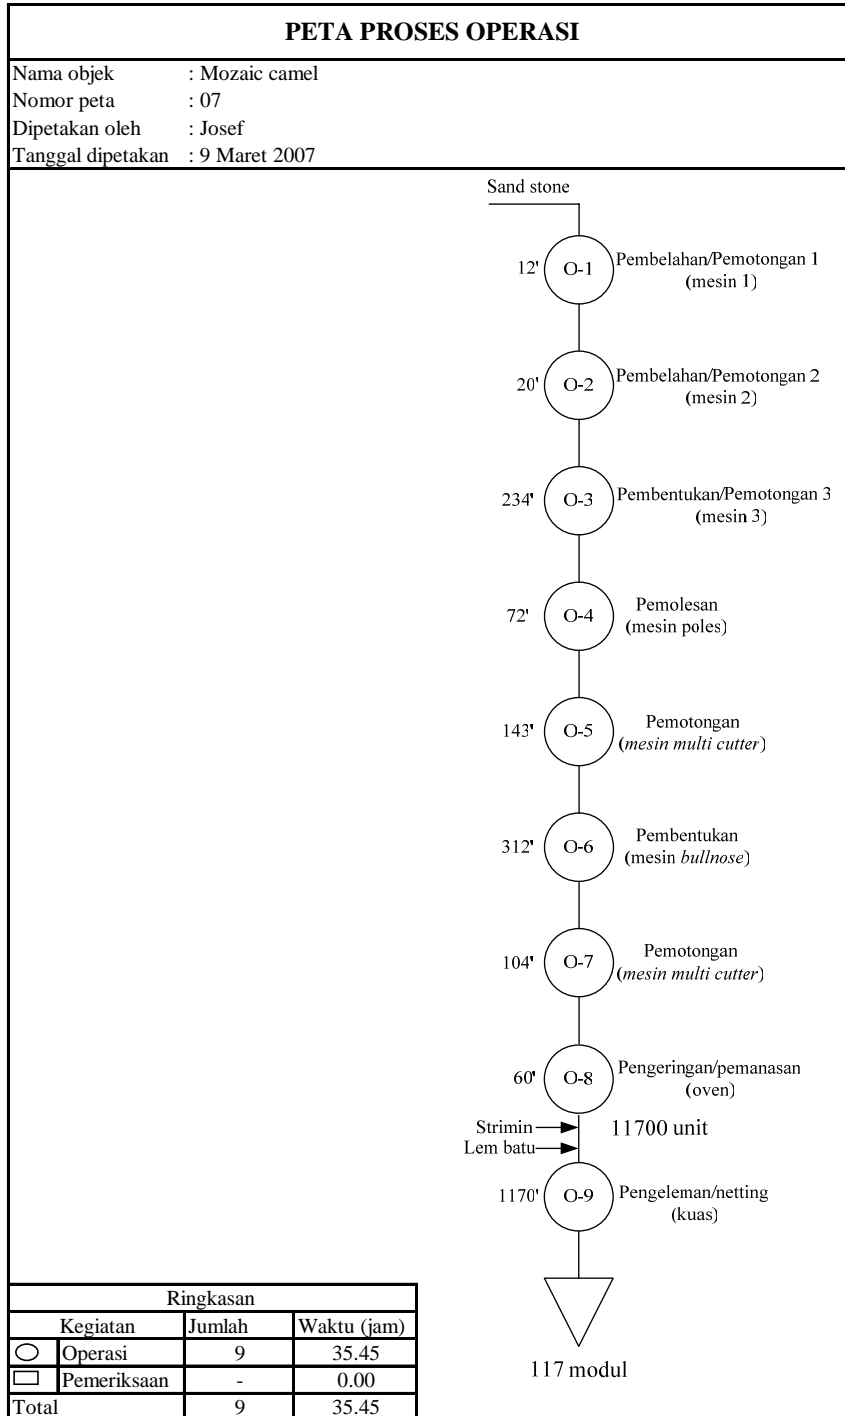 PETA PROSES OPERASI
Nama objek : Mozaic camel
Nomor peta : 07
Dipetakan oleh : Josef
Tanggal dipetakan : 9 Maret 2007
Sand stone
12' O-1 Pembelahan/Pemotongan 1
(mesin 1)
20' O-2 Pembelahan/Pemotongan 2
(mesin 2)
234' O-3 Pembentukan/Pemotongan 3
(mesin 3)
72' O-4 Pemolesan
(mesin poles)
143' O-5 Pemotongan
(mesin multi cutter)
312' O-6 Pembentukan
(mesin bullnose)
104' O-7 Pemotongan
(mesin multi cutter)
60' O-8 Pengeringan/pemanasan
(oven)
Strimin 11700 unit
Lem batu
1170' O-9 Pengeleman/netting
(kuas)
117 modul
Ringkasan
Kegiatan Jumlah Waktu (jam)
Operasi 9 35.45
Pemeriksaan - 0.00
Total 9 35.45